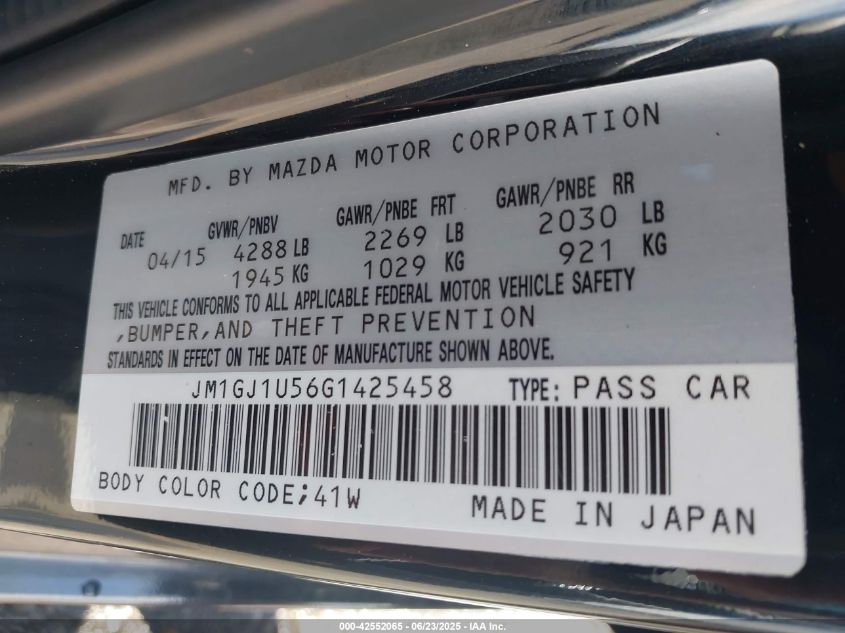 MFD. BY MAZDA MOTOR CORPORATION
DATE GVWR/PNBV GAWR/PNBE FRT GAWR/PNBE RR
04/15 4288 LB 2269 LB 2030 LB
1945 KG 1029 KG 921 KG
THIS VEHICLE CONFORMS TO ALL APPLICABLE FEDERAL MOTOR VEHICLE SAFETY
,BUMPER,AND THEFT PREVENTION
STANDARDS IN EFFECT ON THE DATE OF MANUFACTURE SHOWN ABOVE.
JM1GJ1U56G1425458 TYPE: PASS CAR
BODY COLOR CODE;41W MADE IN JAPAN
000-42552065 - 06/23/2025 - IAA Inc.